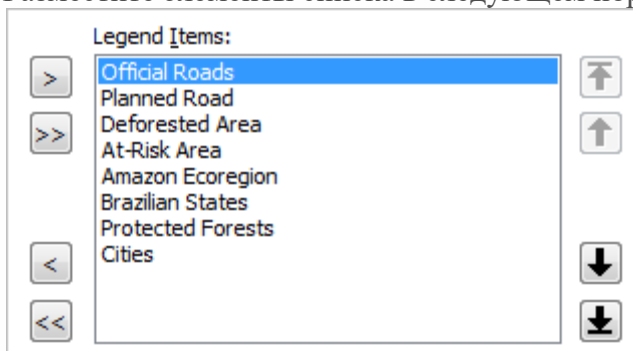 Legend Items:
>
Official Roads
Planned Road
>>
Deforested Area
At-Risk Area
Amazon Ecoregion
Brazilian States
Protected Forests
<
Cities
<<